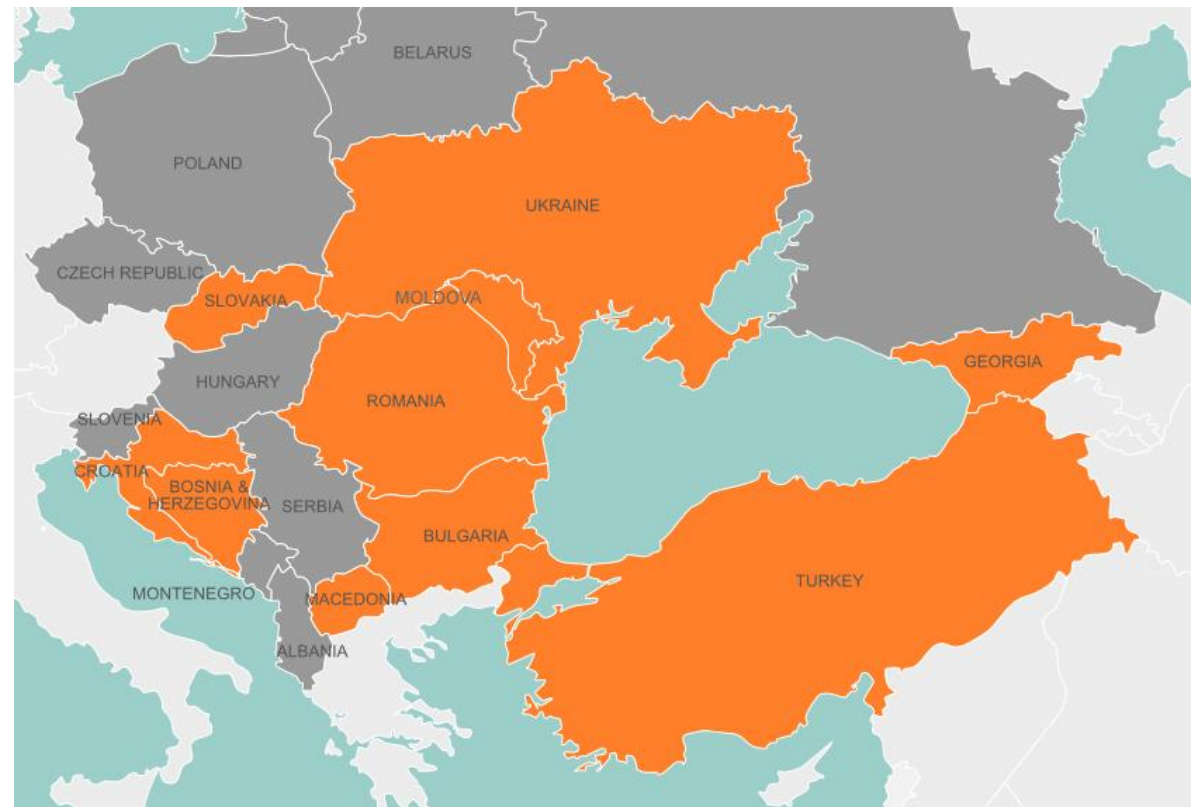 BELARUS
POLAND
UKRAINE
CZECH REPUBLIC
SLOVAKIA
MOLDOVA
GEORGIA
HUNGARY
ROMANIA
SLOVENIA
CROATIA
BOSNIA &
HERZEGOVINA
SERBIA
BULGARIA
TURKEY
MONTENEGRO
MACEDONIA
ALBANIA